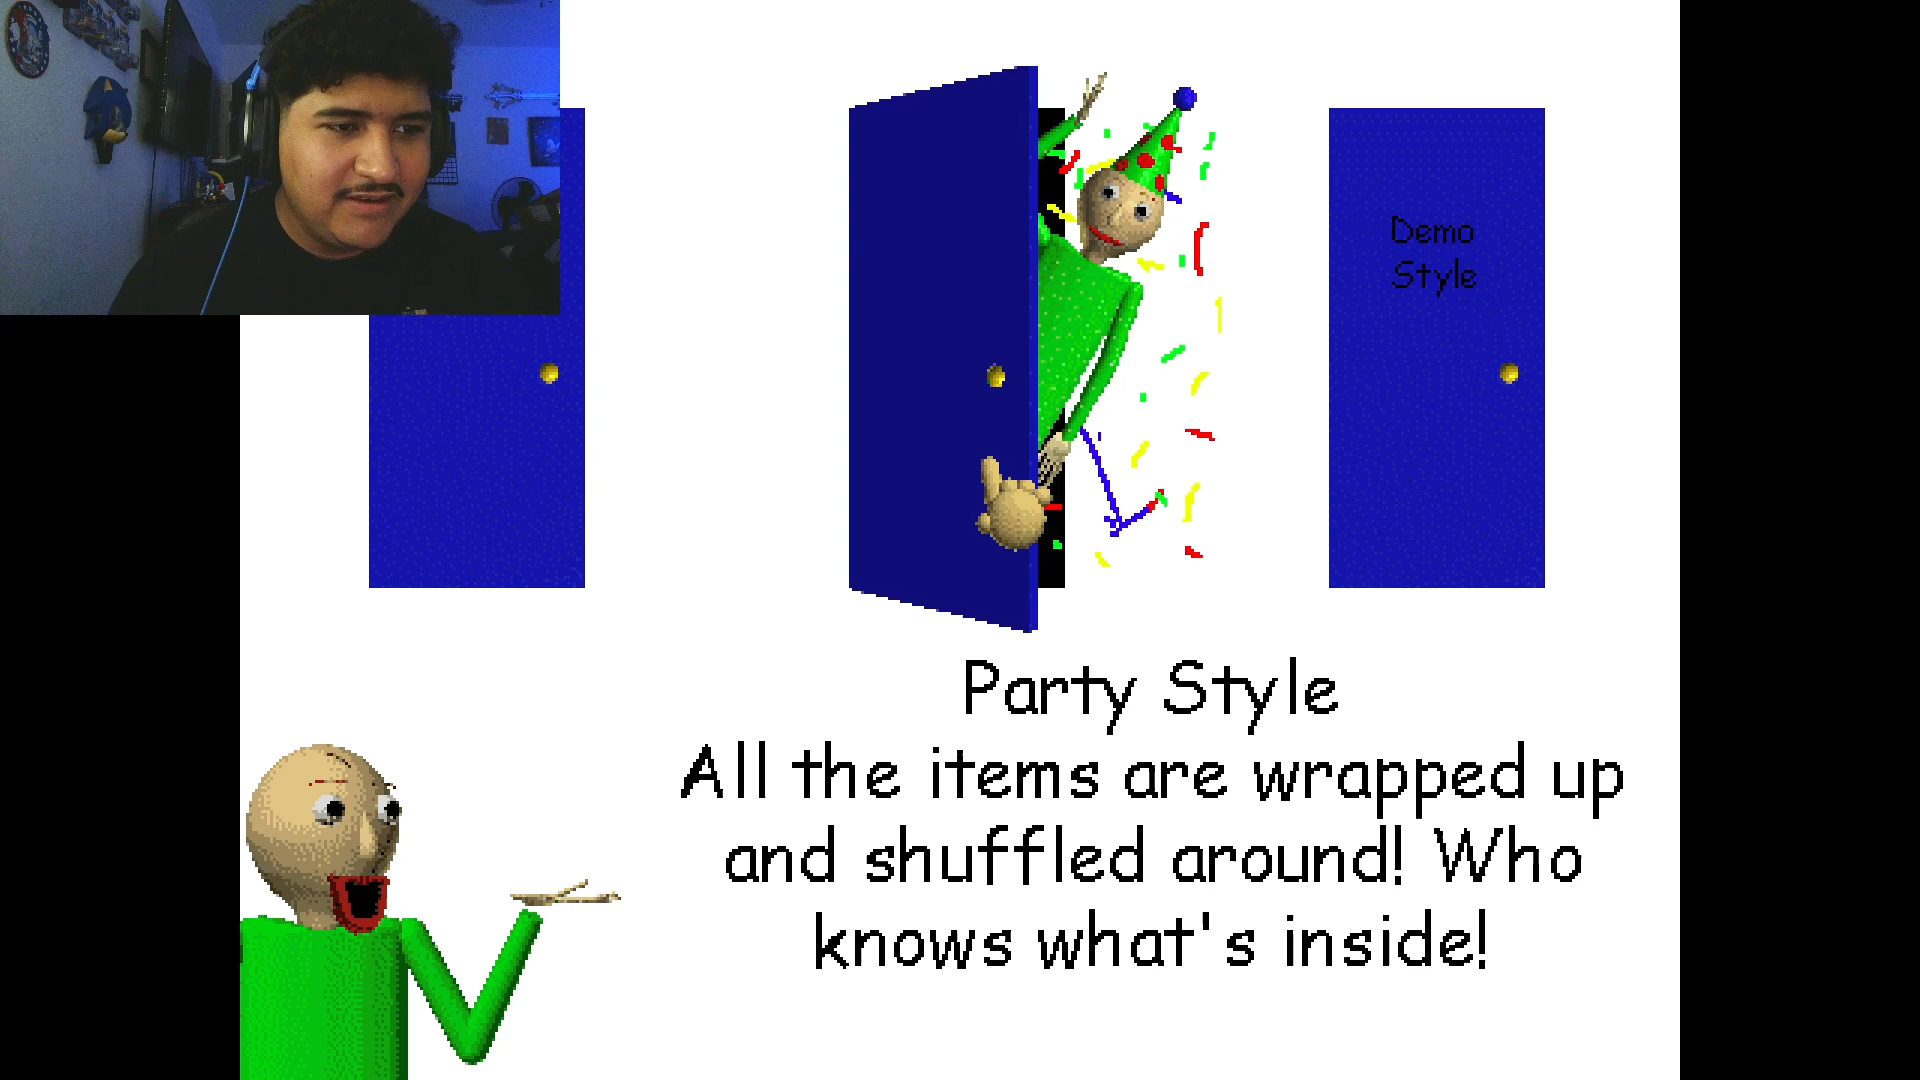 Demo
Style
Party Style
All the items are wrapped up
and shuffled around! Who
knows what's inside!